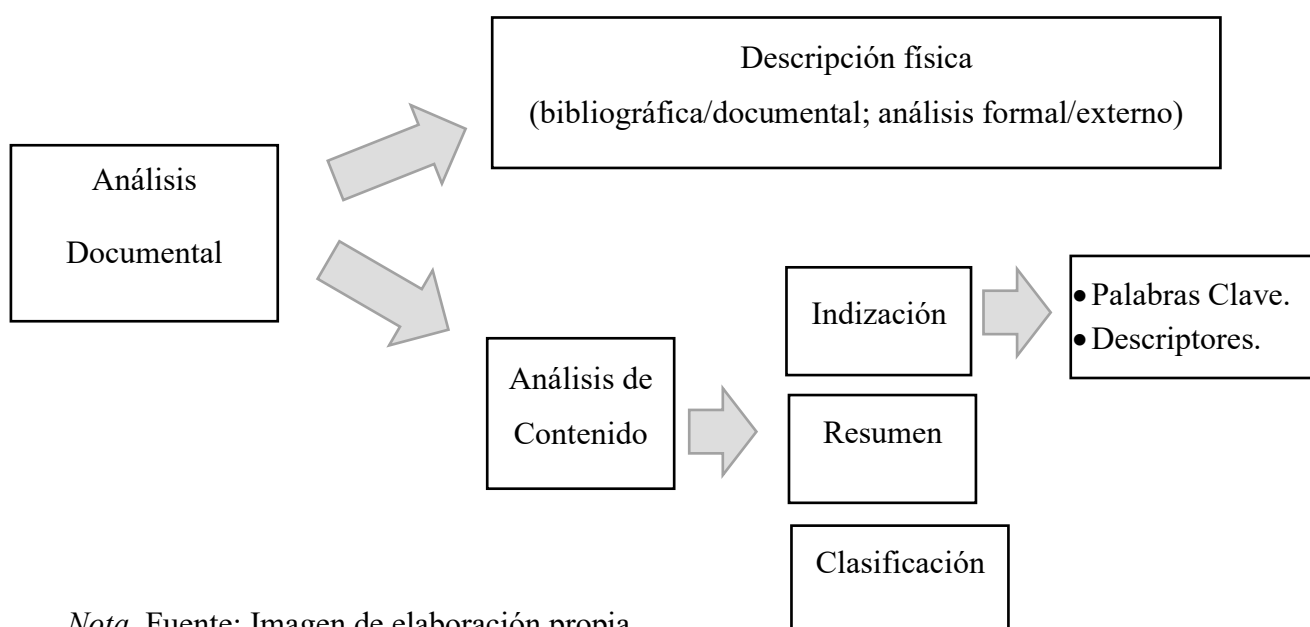 Descripción física
(bibliográfica/documental; análisis formal/externo)
Análisis
Documental
Indización
• Palabras Clave.
• Descriptores.
Análisis de
Contenido
Resumen
Clasificación
Nota. Fuente: Imagen de elaboración propia